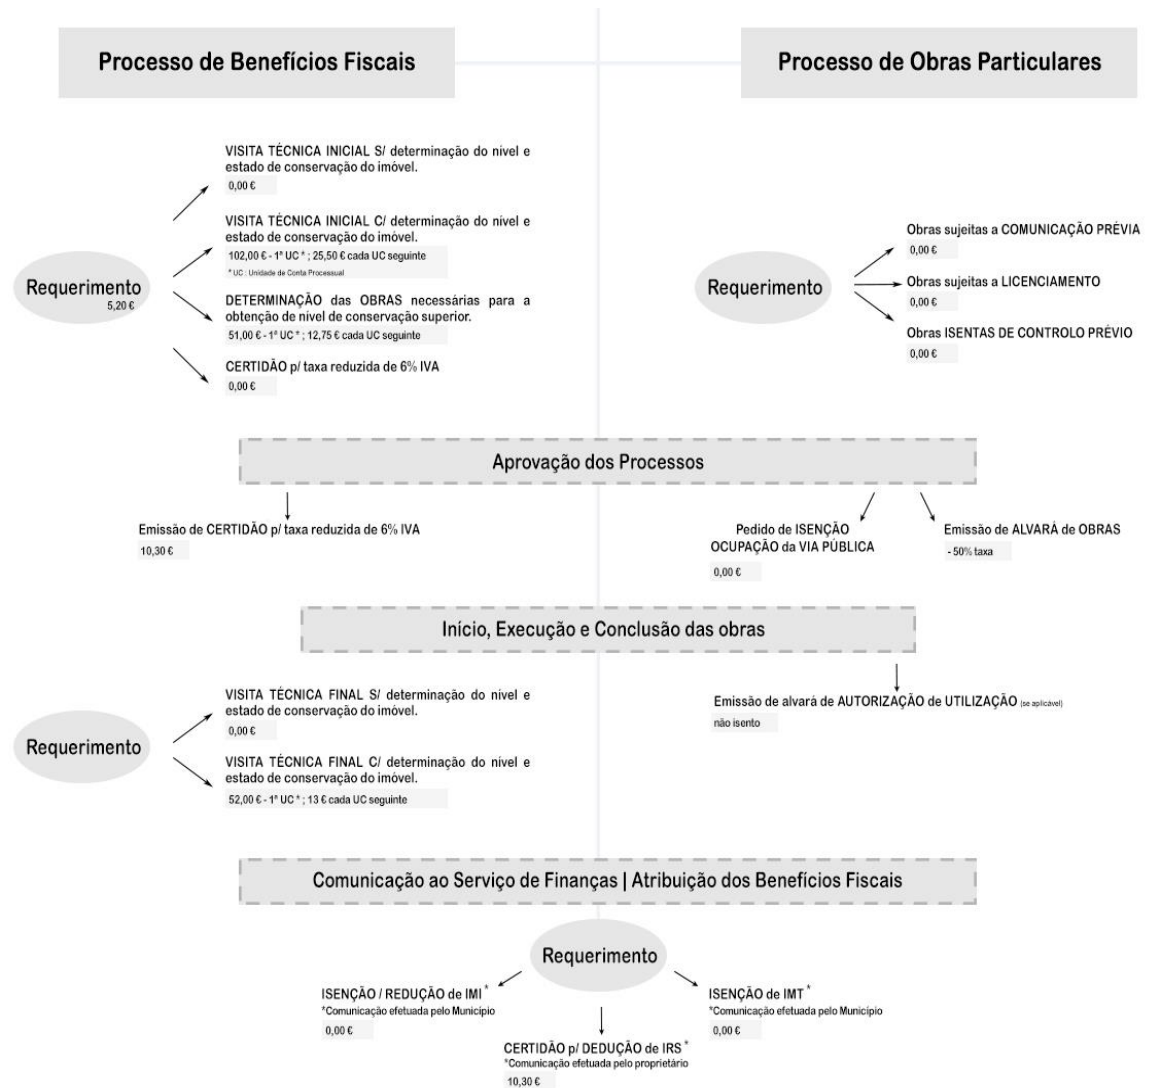 Processo de Benefícios Fiscais
Processo de Obras Particulares
VISITA TÉCNICA INICIAL S/ determinação do nível e
estado de conservação do imóvel.
0,00 €
VISITA TÉCNICA INICIAL C/ determinação do nível e
estado de conservação do imóvel.
102,00 € - 1ª UC * ; 25,50 € cada UC seguinte
* UC : Unidade de Conta Processual
Requerimento
5,20 €
DETERMINAÇÃO das OBRAS necessárias para a
obtenção de nível de conservação superior.
51,00 € - 1ª UC * ; 12,75 € cada UC seguinte
CERTIDÃO p/ taxa reduzida de 6% IVA
0,00 €
Requerimento
Obras sujeitas a COMUNICAÇÃO PRÉVIA
0,00 €
Obras sujeitas a LICENCIAMENTO
0,00 €
Obras ISENTAS DE CONTROLO PRÉVIO
0,00 €
Aprovação dos Processos
Emissão de CERTIDÃO p/ taxa reduzida de 6% IVA
10,30 €
Pedido de ISENÇÃO
OCUPAÇÃO da VIA PÚBLICA
0,00 €
Emissão de ALVARÁ de OBRAS
- 50% taxa
Início, Execução e Conclusão das obras
VISITA TÉCNICA FINAL S/ determinação do nível e
estado de conservação do imóvel.
0,00 €
Requerimento
VISITA TÉCNICA FINAL C/ determinação do nível e
estado de conservação do imóvel.
52,00 € - 1ª UC * ; 13 € cada UC seguinte
Emissão de alvará de AUTORIZAÇÃO de UTILIZAÇÃO (se aplicável)
não isento
Comunicação ao Serviço de Finanças | Atribuição dos Benefícios Fiscais
Requerimento
ISENÇÃO / REDUÇÃO de IMI *
*Comunicação efetuada pelo Município
0,00 €
ISENÇÃO de IMT *
*Comunicação efetuada pelo Município
0,00 €
CERTIDÃO p/ DEDUÇÃO de IRS *
*Comunicação efetuada pelo proprietário
10,30 €